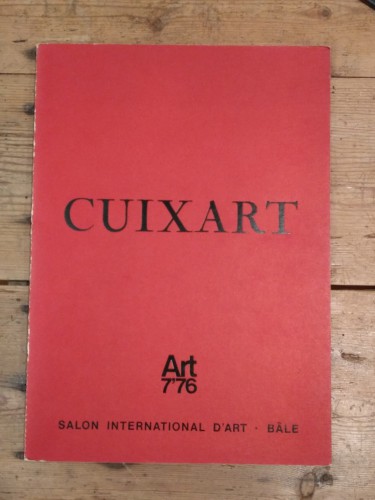 CUIXART
Art
7'76
SALON INTERNATIONAL D'ART · BÂLE